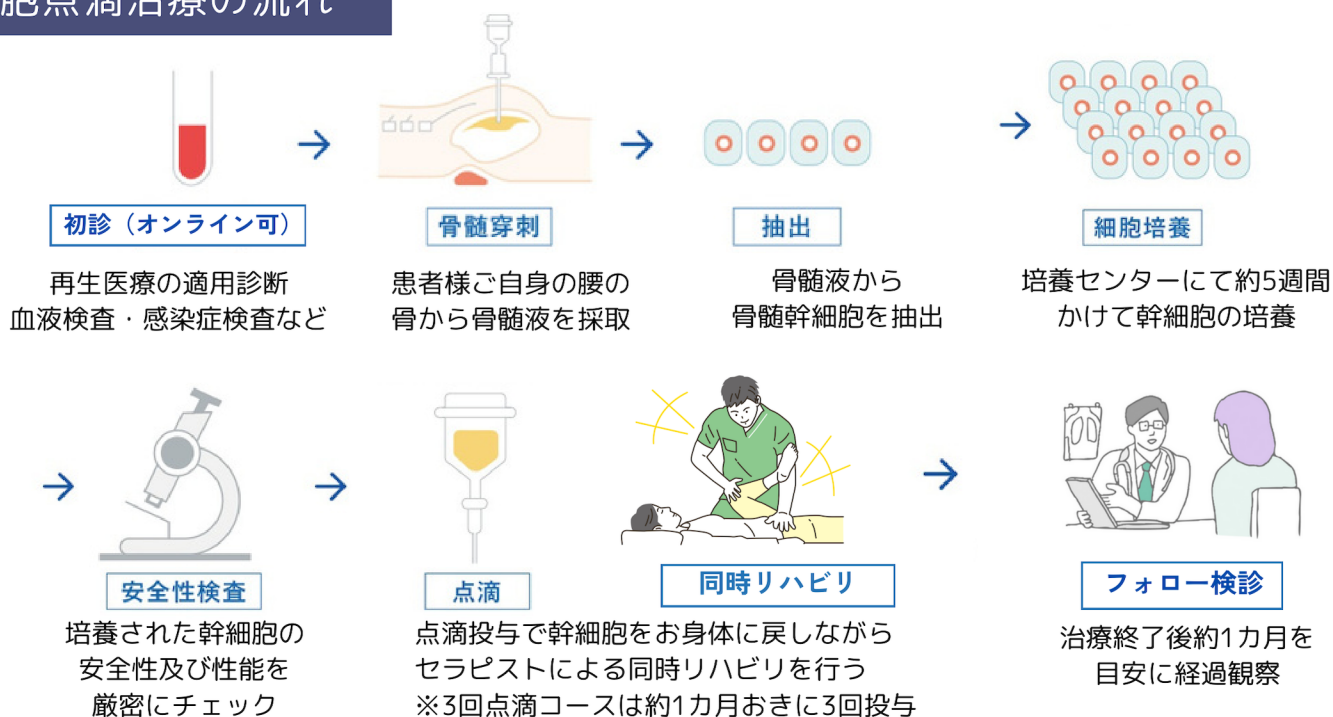 胞点滴治療の流れ
初診（オンライン可）
再生医療の適用診断
血液検査・感染症検査など
骨髄穿刺
患者様ご自身の腰の
骨から骨髄液を採取
抽出
骨髄液から
骨髄幹細胞を抽出
細胞培養
培養センターにて約5週間
かけて幹細胞の培養
安全性検査
培養された幹細胞の
安全性及び性能を
厳密にチェック
点滴
同時リハビリ
点滴投与で幹細胞をお身体に戻しながら
セラピストによる同時リハビリを行う
※3回点滴コースは約1カ月おきに3回投与
フォロー検診
治療終了後約1カ月を
目安に経過観察